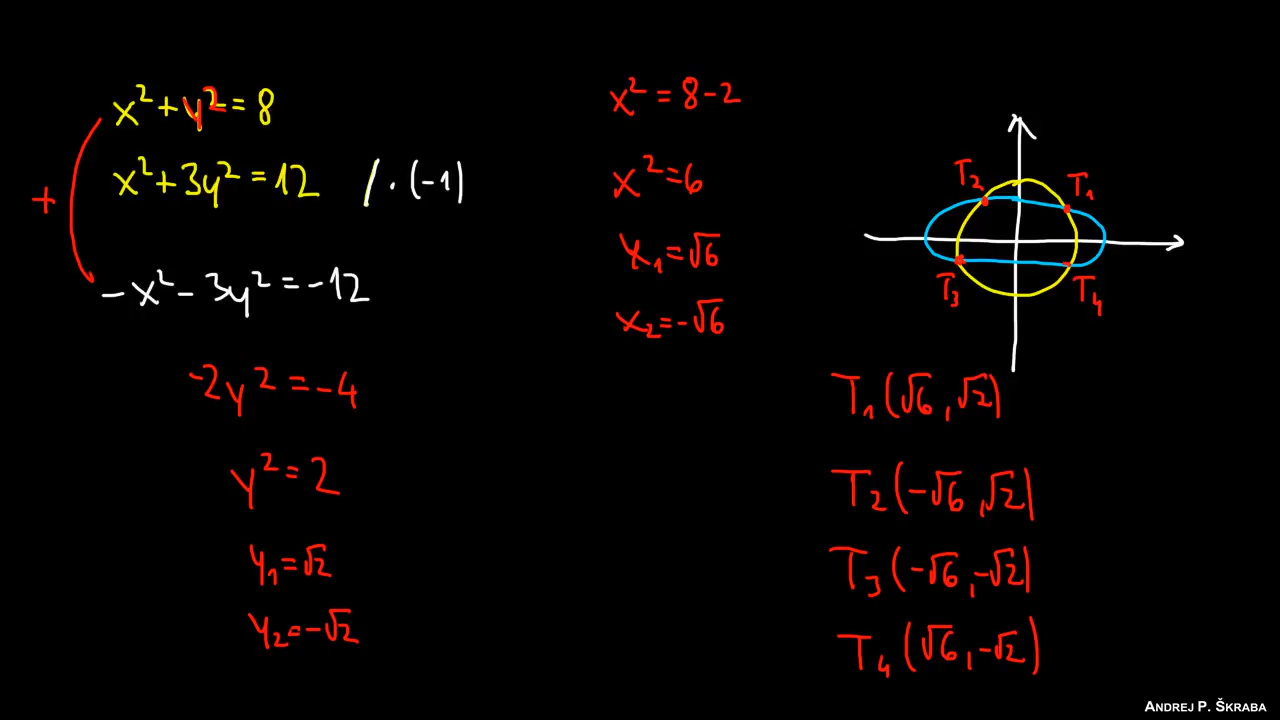 x² + y² = 8
x² + 3y² = 12 / · (-1)
+
-x² - 3y² = -12
-2y² = -4
y² = 2
y₁ = √2
y₂ = -√2
x² = 8 - 2
x² = 6
x₁ = √6
x₂ = -√6
T₂ T₁
T₃ T₄
T₁ (√6, √2)
T₂ (-√6, √2)
T₃ (-√6, -√2)
T₄ (√6, -√2)
ANDREJ P. ŠKRABA